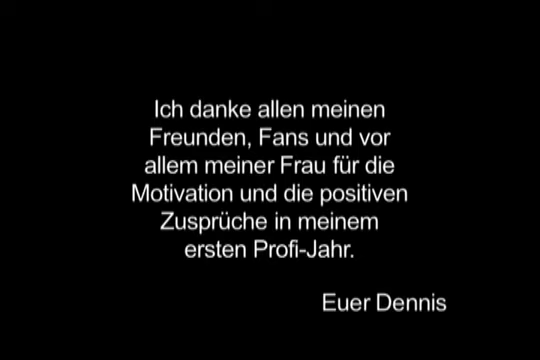 Ich danke allen meinen
Freunden, Fans und vor
allem meiner Frau für die
Motivation und die positiven
Zusprüche in meinem
ersten Profi-Jahr.
Euer Dennis